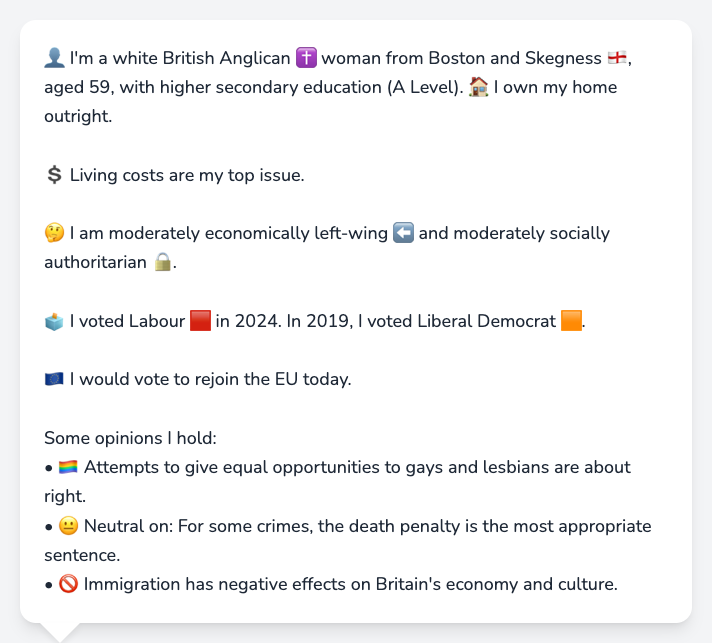 👤 I'm a white British Anglican ✝️ woman from Boston and Skegness 🏴󠁧󠁢󠁥󠁮󠁧󠁿,
aged 59, with higher secondary education (A Level). 🏠 I own my home
outright.
💲 Living costs are my top issue.
🤔 I am moderately economically left-wing ⬅️ and moderately socially
authoritarian 🔒.
🗳️ I voted Labour 🟥 in 2024. In 2019, I voted Liberal Democrat 🟧.
🇪🇺 I would vote to rejoin the EU today.
Some opinions I hold:
• 🏳️‍🌈 Attempts to give equal opportunities to gays and lesbians are about
right.
• 😐 Neutral on: For some crimes, the death penalty is the most appropriate
sentence.
• 🚫 Immigration has negative effects on Britain's economy and culture.